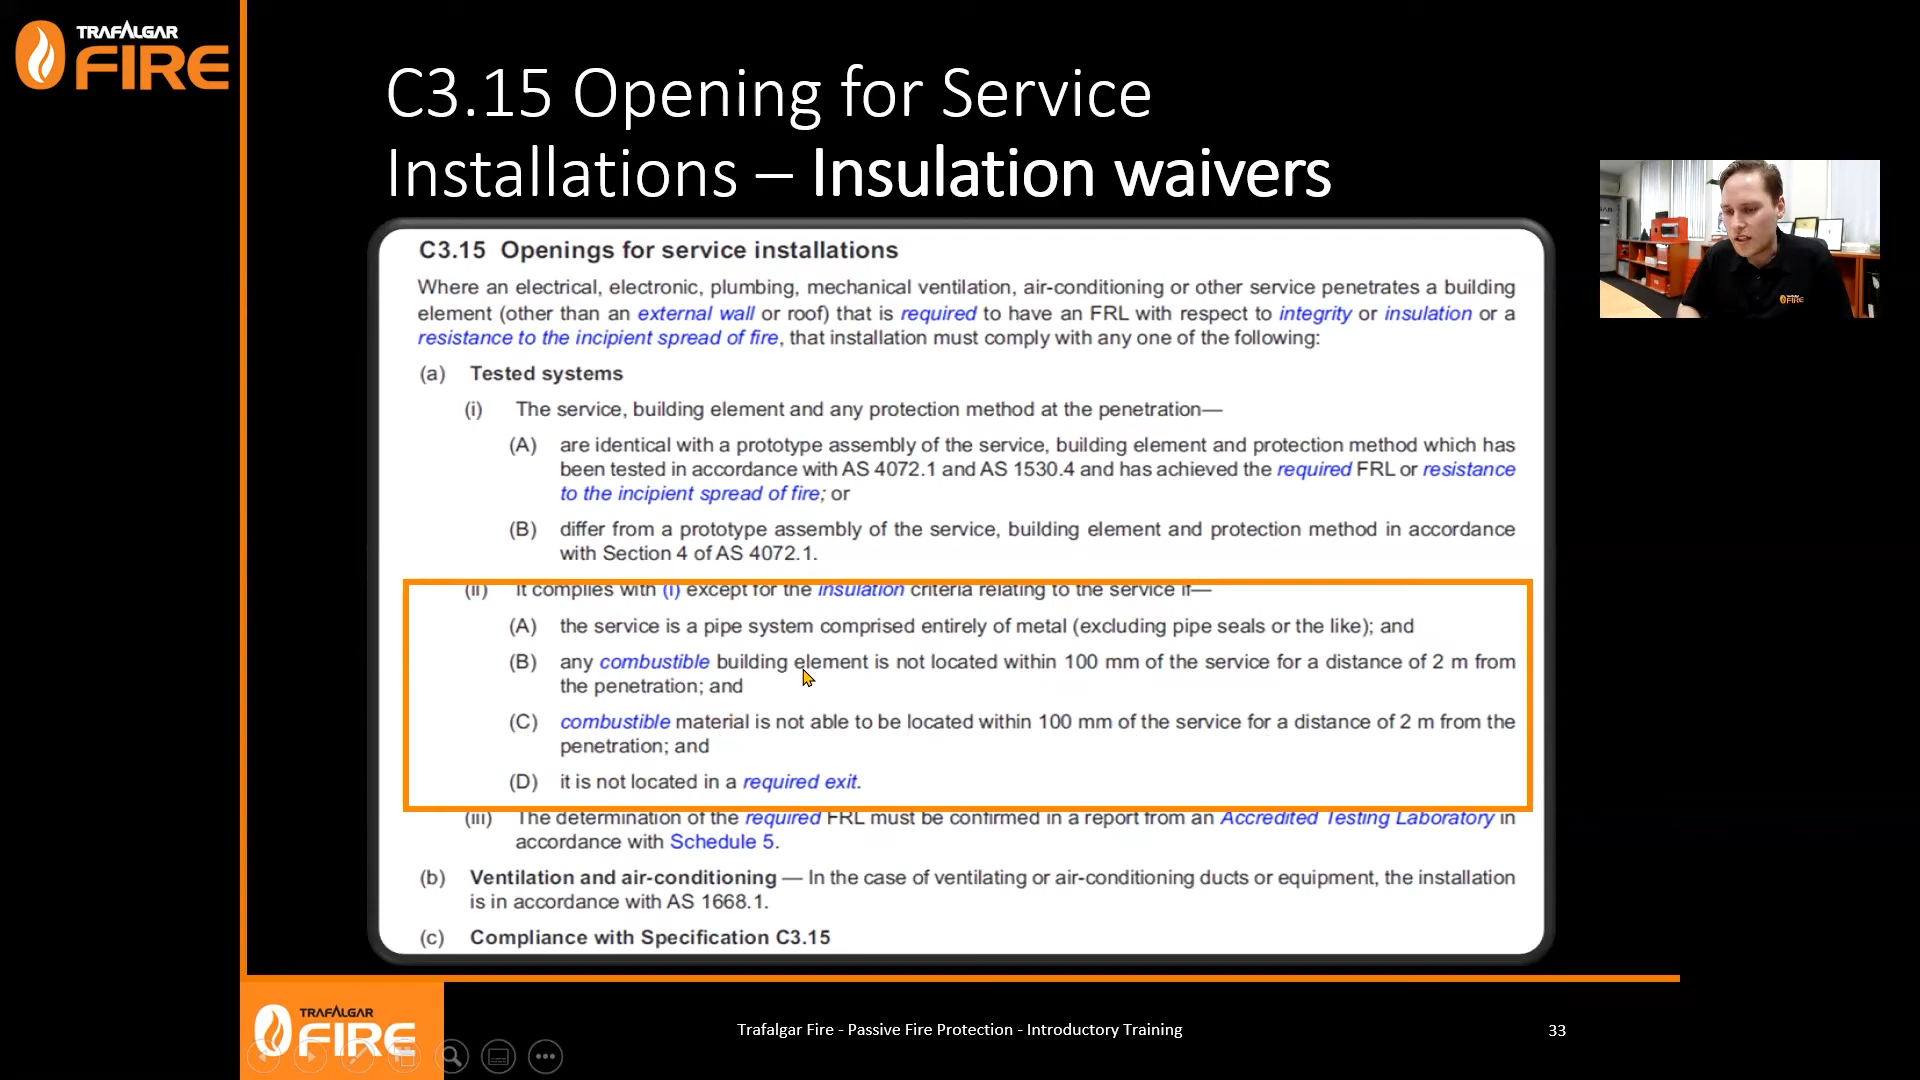 TRAFALGAR
FIRE
C3.15 Opening for Service
Installations – Insulation waivers
C3.15 Openings for service installations
Where an electrical, electronic, plumbing, mechanical ventilation, air-conditioning or other service penetrates a building
element (other than an external wall or roof) that is required to have an FRL with respect to integrity or insulation or a
resistance to the incipient spread of fire, that installation must comply with any one of the following:
(a) Tested systems
(i) The service, building element and any protection method at the penetration—
(A) are identical with a prototype assembly of the service, building element and protection method which has
been tested in accordance with AS 4072.1 and AS 1530.4 and has achieved the required FRL or resistance
to the incipient spread of fire; or
(B) differ from a prototype assembly of the service, building element and protection method in accordance
with Section 4 of AS 4072.1.
(ii) It complies with (i) except for the insulation criteria relating to the service if—
(A) the service is a pipe system comprised entirely of metal (excluding pipe seals or the like); and
(B) any combustible building element is not located within 100 mm of the service for a distance of 2 m from
the penetration; and
(C) combustible material is not able to be located within 100 mm of the service for a distance of 2 m from the
penetration; and
(D) it is not located in a required exit.
(iii) The determination of the required FRL must be confirmed in a report from an Accredited Testing Laboratory in
accordance with Schedule 5.
(b) Ventilation and air-conditioning — In the case of ventilating or air-conditioning ducts or equipment, the installation
is in accordance with AS 1668.1.
(c) Compliance with Specification C3.15
TRAFALGAR
FIRE
Trafalgar Fire - Passive Fire Protection - Introductory Training
33
FIRE